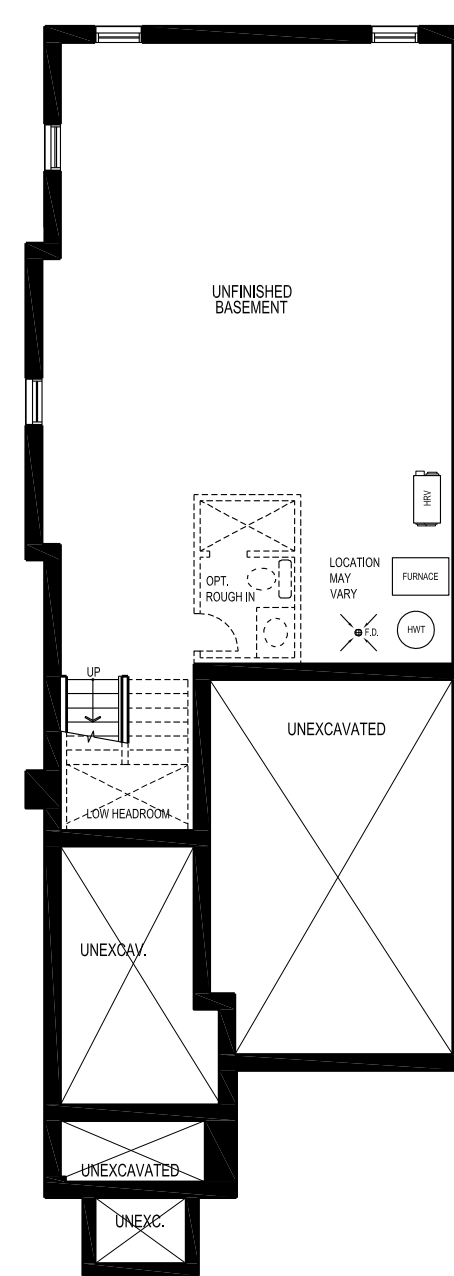 UNFINISHED
BASEMENT
HRV
LOCATION
MAY
VARY
FURNACE
OPT.
ROUGH IN
F.D.
HWT
UP
UNEXCAVATED
LOW HEADROOM
UNEXCAV.
UNEXCAVATED
UNEXC.